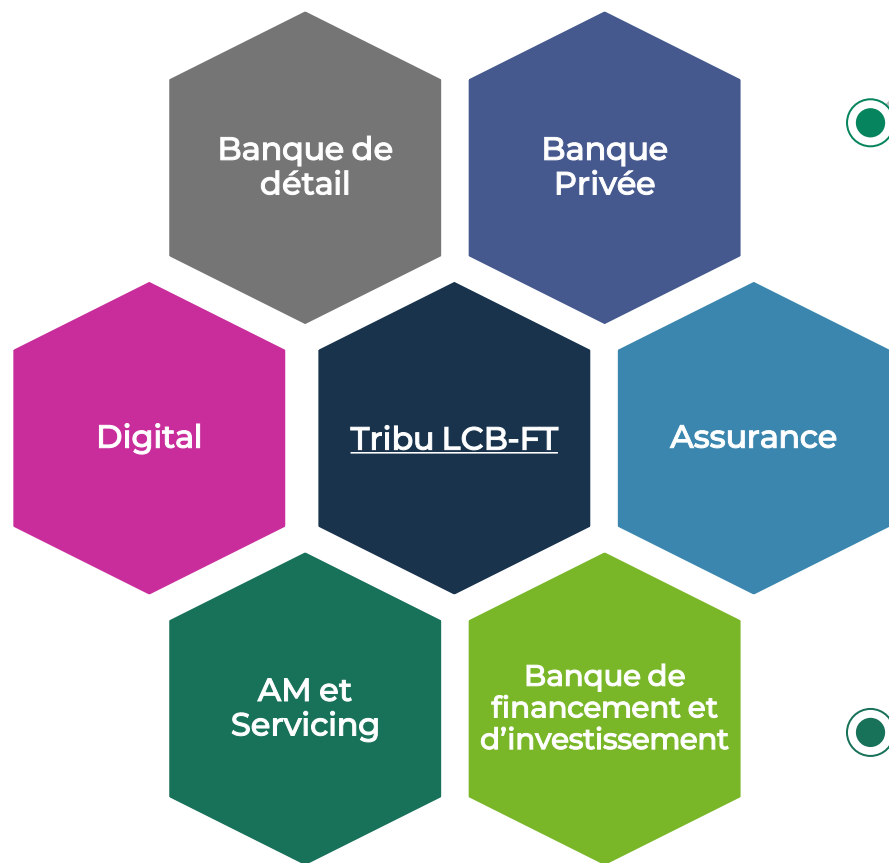 Banque de
détail
Banque
Privée
Digital
Tribu LCB-FT
Assurance
AM et
Servicing
Banque de
financement et
d’investissement